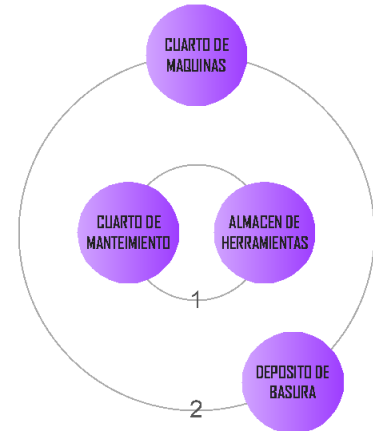 CUARTO DE
MAQUINAS
CUARTO DE
MANTEIMIENTO
ALMACEN DE
HERRAMIENTAS
1
DEPOSITO DE
BASURA
2